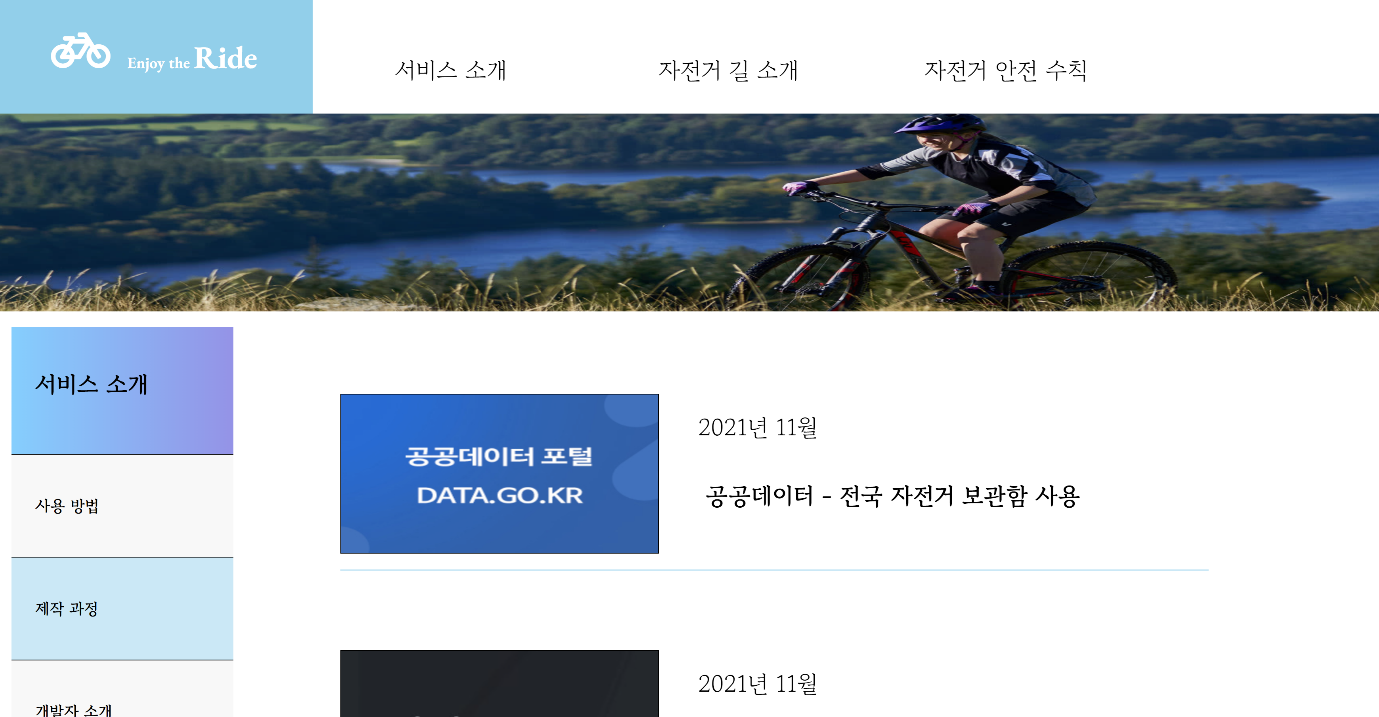 Enjoy the Ride
서비스 소개
자전거 길 소개
자전거 안전 수칙
서비스 소개
사용 방법
제작 과정
개발자 소개
공공데이터 포털
DATA.GO.KR
2021년 11월
공공데이터 - 전국 자전거 보관함 사용
2021년 11월